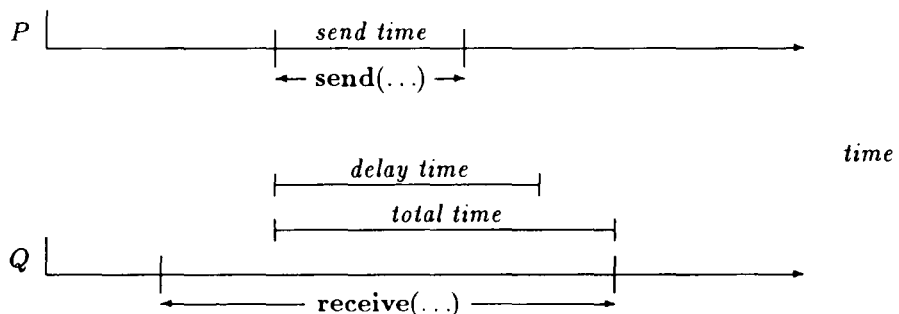 P
send time
send(...)
time
delay time
total time
Q
receive(...)